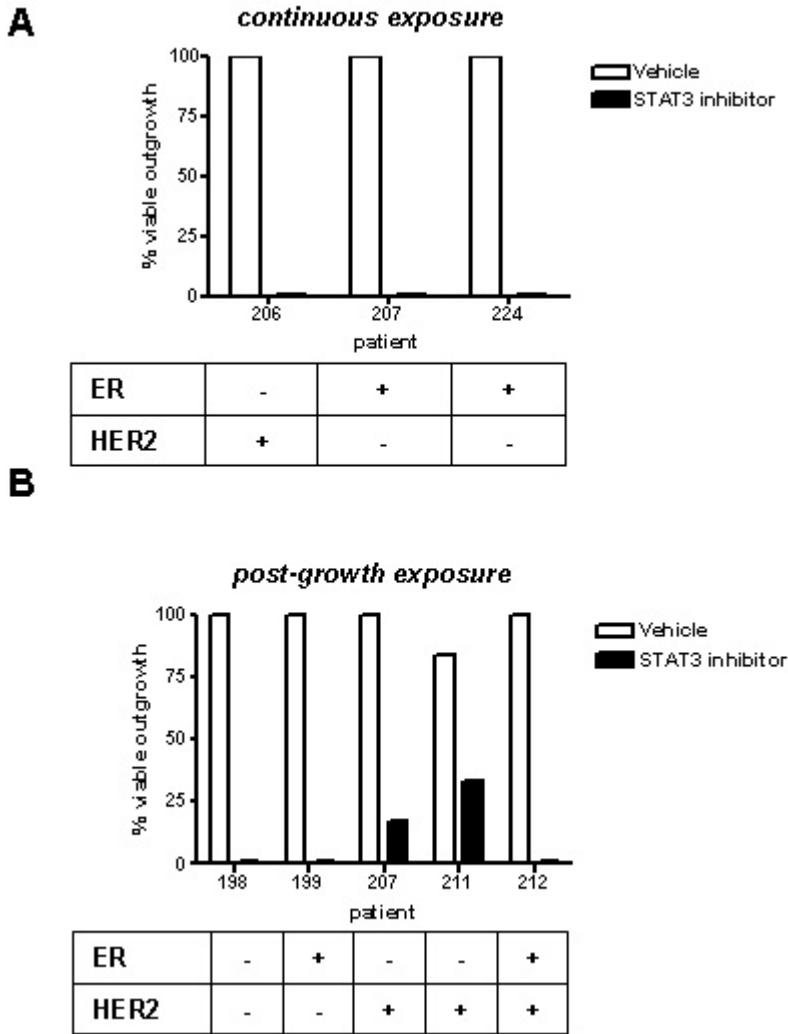 A
continuous exposure
100
75
50
25
0
% viable outgrowth
206 207 224
patient
Vehicle
STAT3 inhibitor
ER - + +
HER2 + - -
B
post-growth exposure
100
75
50
25
0
% viable outgrowth
198 199 207 211 212
patient
Vehicle
STAT3 inhibitor
ER - + - - +
HER2 - - + + +